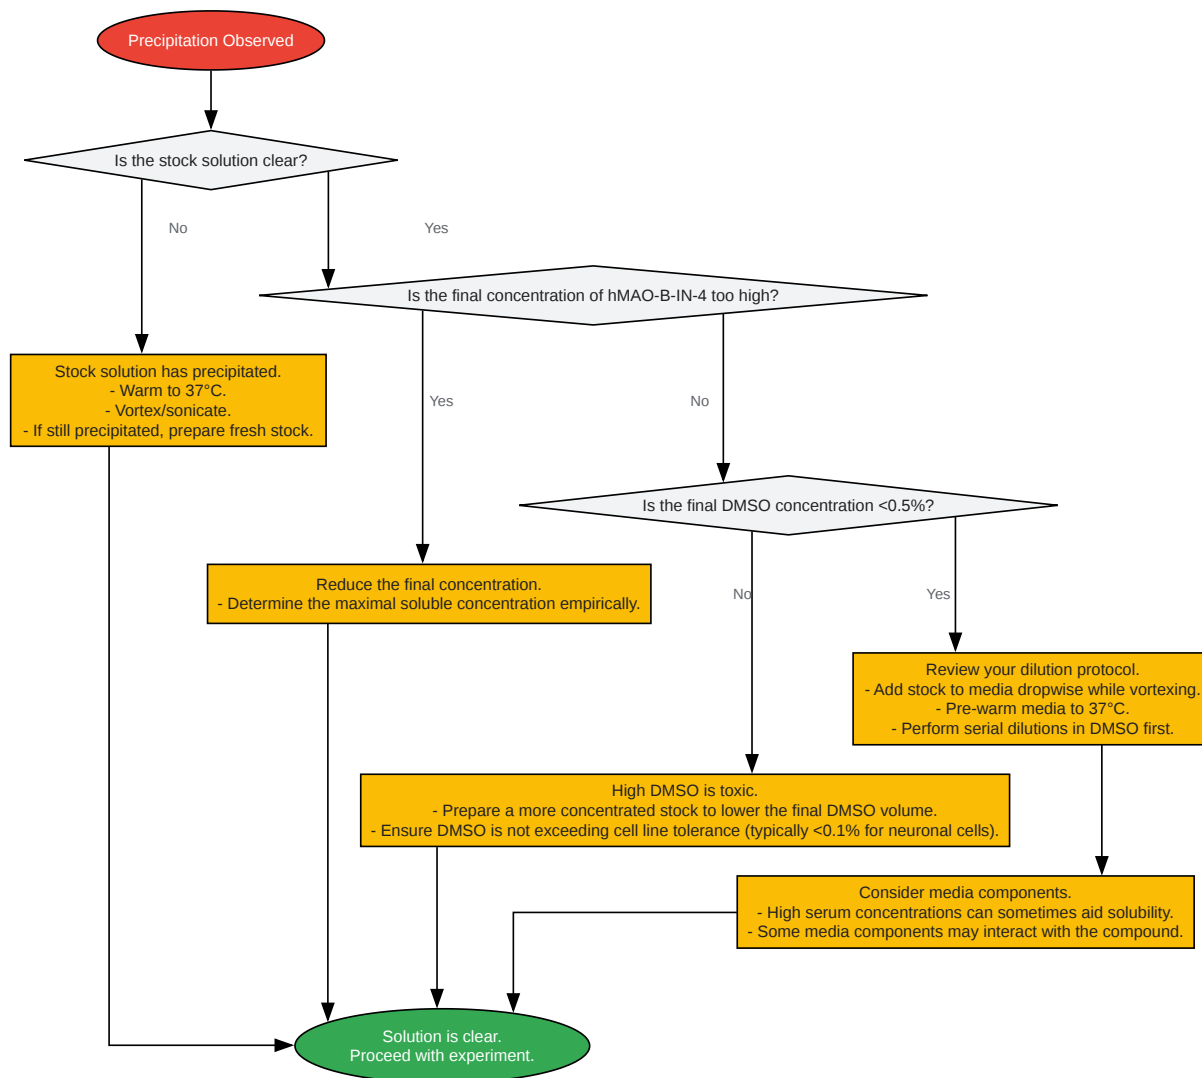 Precipitation Observed
Is the stock solution clear?
No
Yes
Is the final concentration of hMAO-B-IN-4 too high?
Stock solution has precipitated.
- Warm to 37°C.
- Vortex/sonicate.
- If still precipitated, prepare fresh stock.
Yes
No
Is the final DMSO concentration <0.5%?
Reduce the final concentration.
- Determine the maximal soluble concentration empirically.
No
Yes
Review your dilution protocol.
- Add stock to media dropwise while vortexing.
- Pre-warm media to 37°C.
- Perform serial dilutions in DMSO first.
High DMSO is toxic.
- Prepare a more concentrated stock to lower the final DMSO volume.
- Ensure DMSO is not exceeding cell line tolerance (typically <0.1% for neuronal cells).
Consider media components.
- High serum concentrations can sometimes aid solubility.
- Some media components may interact with the compound.
Solution is clear.
Proceed with experiment.